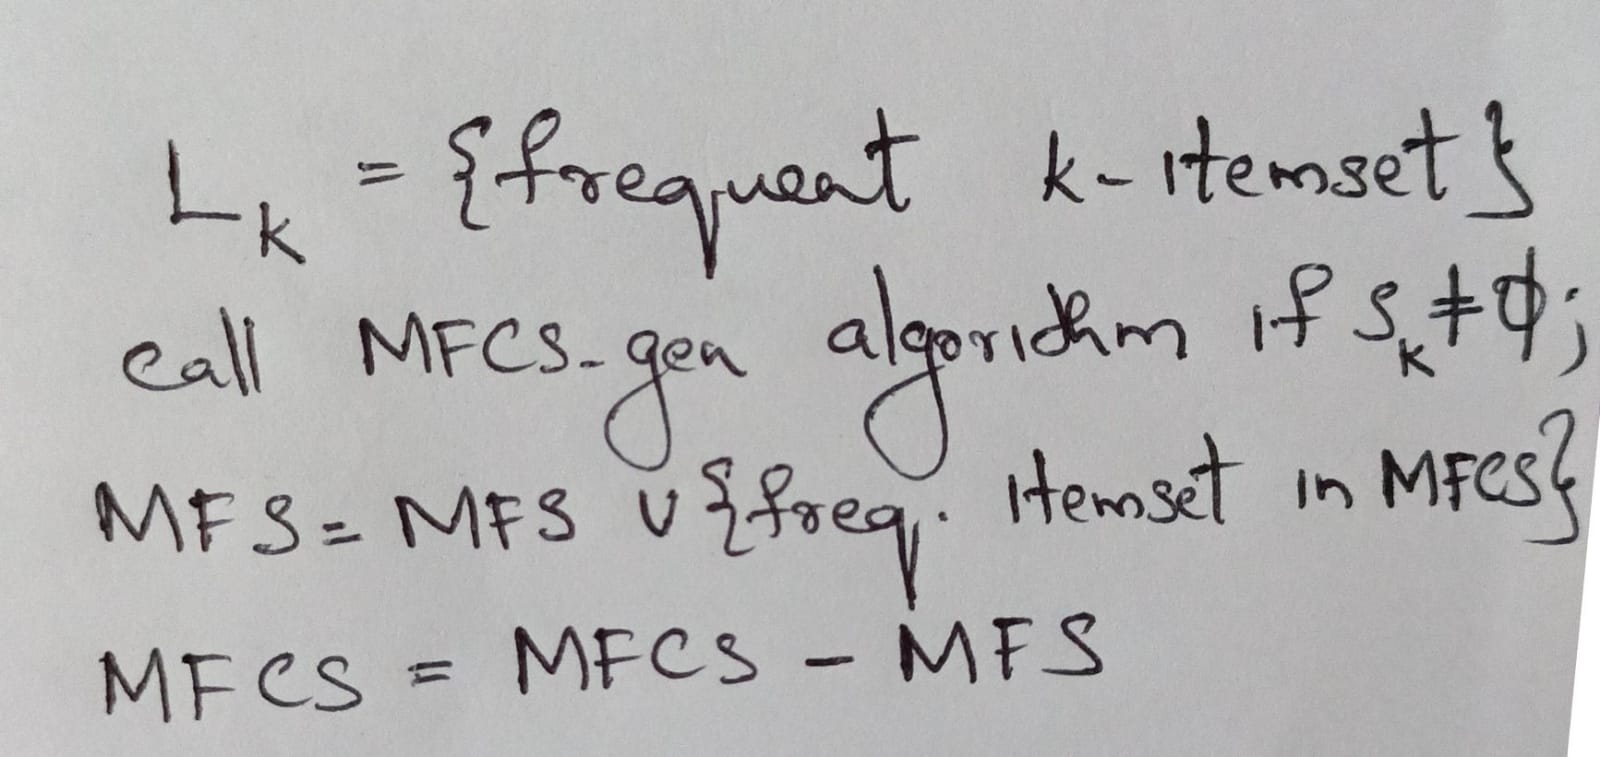 L_k = {frequent k-itemset}
call MFCS-gen algorithm if S_k ≠ ϕ;
MFS = MFS ∪ {freq. itemset in MFCS}
MFCS = MFCS - MFS